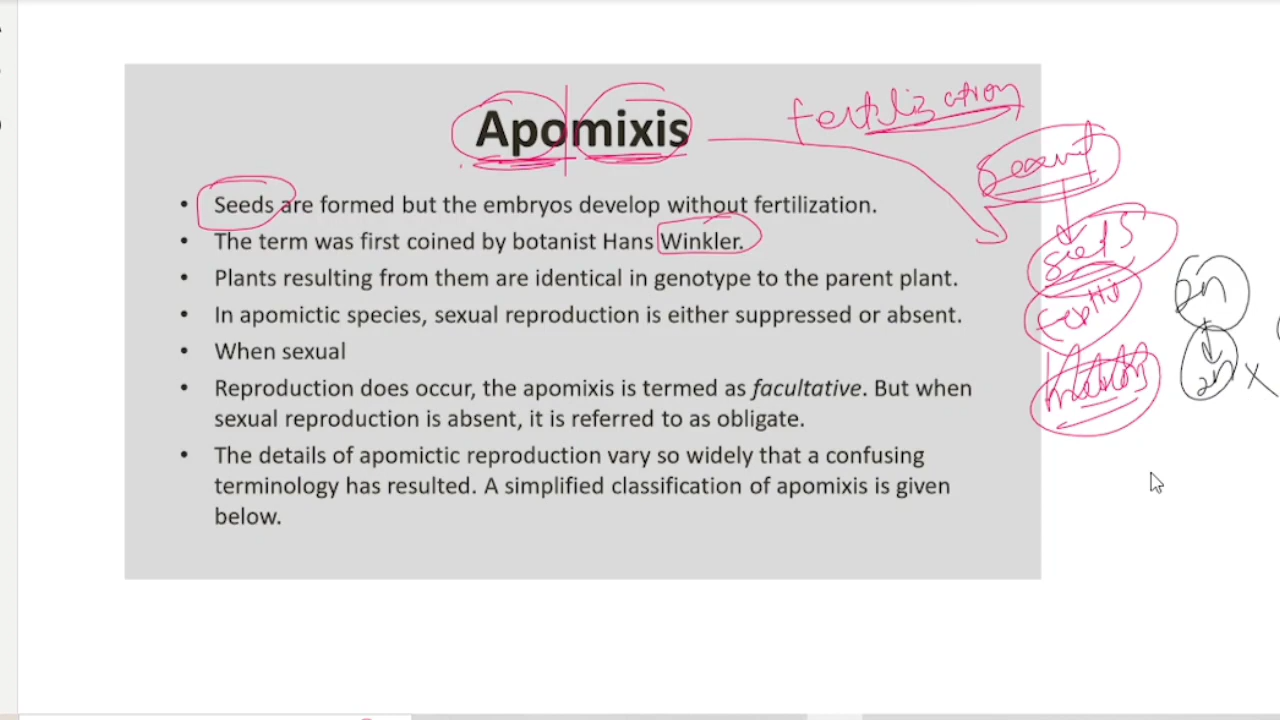 Apomixis
fertilization
sexual
• Seeds are formed but the embryos develop without fertilization.
• The term was first coined by botanist Hans Winkler.
seeds
• Plants resulting from them are identical in genotype to the parent plant.
2n
• In apomictic species, sexual reproduction is either suppressed or absent.
• When sexual
2n x
• Reproduction does occur, the apomixis is termed as facultative. But when
sexual reproduction is absent, it is referred to as obligate.
• The details of apomictic reproduction vary so widely that a confusing
terminology has resulted. A simplified classification of apomixis is given
below.